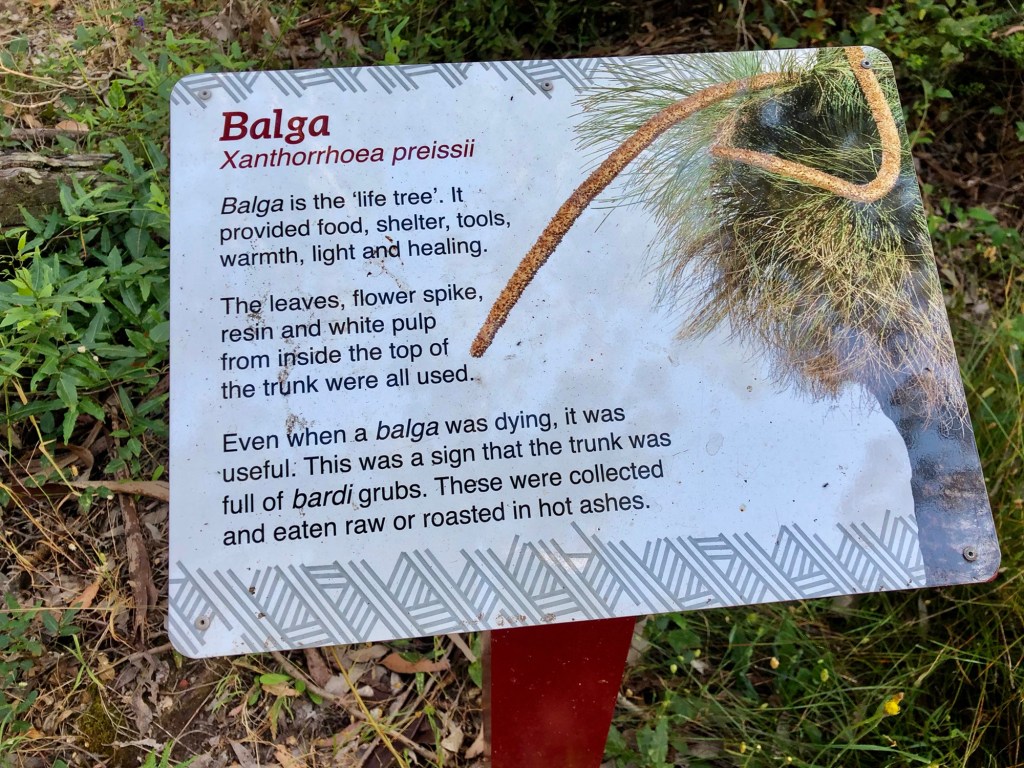 Balga
Xanthorrhoea preissii
Balga is the ‘life tree’. It
provided food, shelter, tools,
warmth, light and healing.
The leaves, flower spike,
resin and white pulp
from inside the top of
the trunk were all used.
Even when a balga was dying, it was
useful. This was a sign that the trunk was
full of bardi grubs. These were collected
and eaten raw or roasted in hot ashes.